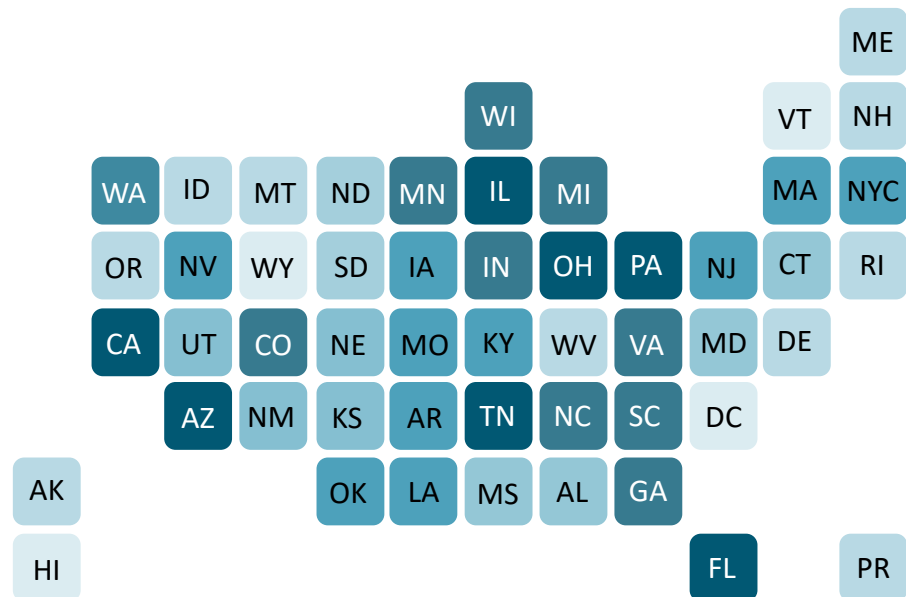 ME
WI VT NH
WA ID MT ND MN IL MI MA NYC
OR NV WY SD IA IN OH PA NJ CT RI
CA UT CO NE MO KY WV VA MD DE
AZ NM KS AR TN NC SC DC
AK OK LA MS AL GA
HI FL PR